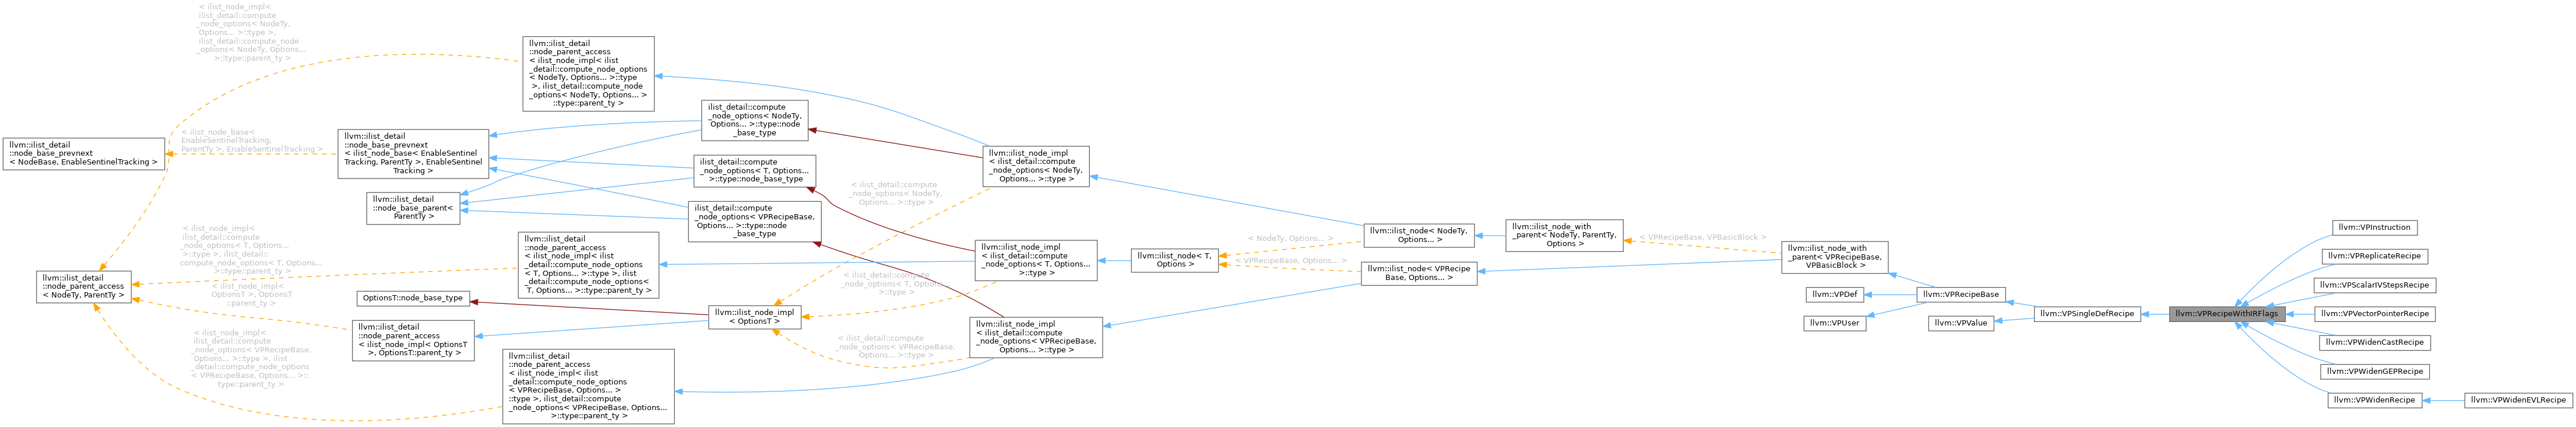 < ilist_node_impl<
ilist_detail::compute
_node_options< NodeTy,
Options... >::type >,
ilist_detail::compute_node
_options< NodeTy, Options...
>::type::parent_ty >
llvm::ilist_detail
::node_base_prevnext
< NodeBase, EnableSentinelTracking >
< ilist_node_base<
EnableSentinelTracking,
ParentTy >, EnableSentinelTracking >
< ilist_node_impl<
ilist_detail::compute
_node_options< T, Options...
>::type >, ilist_detail::
compute_node_options< T, Options...
>::type::parent_ty >
llvm::ilist_detail
::node_parent_access
< NodeTy, ParentTy >
< ilist_node_impl<
OptionsT >, OptionsT
::parent_ty >
< ilist_node_impl<
ilist_detail::compute
_node_options< VPRecipeBase,
Options... >::type >, ilist
_detail::compute_node_options
< VPRecipeBase, Options... >::
type::parent_ty >
llvm::ilist_detail
::node_base_prevnext
< ilist_node_base< EnableSentinel
Tracking, ParentTy >, EnableSentinel
Tracking >
llvm::ilist_detail
::node_base_parent<
ParentTy >
OptionsT::node_base_type
llvm::ilist_detail
::node_parent_access
< ilist_node_impl< OptionsT
>, OptionsT::parent_ty >
llvm::ilist_detail
::node_parent_access
< ilist_node_impl< ilist
_detail::compute_node_options
< NodeTy, Options... >::type
>, ilist_detail::compute_node
_options< NodeTy, Options... >
::type::parent_ty >
llvm::ilist_detail
::node_parent_access
< ilist_node_impl< ilist
_detail::compute_node_options
< T, Options... >::type >, ilist
_detail::compute_node_options<
T, Options... >::type::parent_ty >
llvm::ilist_detail
::node_parent_access
< ilist_node_impl< ilist
_detail::compute_node_options
< VPRecipeBase, Options... >
::type >, ilist_detail::compute
_node_options< VPRecipeBase, Options...
>::type::parent_ty >
ilist_detail::compute
_node_options< NodeTy,
Options... >::type::node
_base_type
ilist_detail::compute
_node_options< T, Options...
>::type::node_base_type
ilist_detail::compute
_node_options< VPRecipeBase,
Options... >::type::node
_base_type
llvm::ilist_node_impl
< OptionsT >
< ilist_detail::compute
_node_options< NodeTy,
Options... >::type >
< ilist_detail::compute
_node_options< T, Options...
>::type >
< ilist_detail::compute
_node_options< VPRecipeBase,
Options... >::type >
llvm::ilist_node_impl
< ilist_detail::compute
_node_options< NodeTy,
Options... >::type >
llvm::ilist_node_impl
< ilist_detail::compute
_node_options< T, Options...
>::type >
llvm::ilist_node_impl
< ilist_detail::compute
_node_options< VPRecipeBase,
Options... >::type >
llvm::ilist_node< T,
Options >
< NodeTy, Options... >
< VPRecipeBase, Options... >
llvm::ilist_node< NodeTy,
Options... >
llvm::ilist_node< VPRecipe
Base, Options... >
llvm::ilist_node_with
_parent< NodeTy, ParentTy,
Options >
< VPRecipeBase, VPBasicBlock >
llvm::ilist_node_with
_parent< VPRecipeBase,
VPBasicBlock >
llvm::VPDef
llvm::VPUser
llvm::VPRecipeBase
llvm::VPValue
llvm::VPSingleDefRecipe
llvm::VPRecipeWithIRFlags
llvm::VPInstruction
llvm::VPReplicateRecipe
llvm::VPScalarIVStepsRecipe
llvm::VPVectorPointerRecipe
llvm::VPWidenCastRecipe
llvm::VPWidenGEPRecipe
llvm::VPWidenRecipe
llvm::VPWidenEVLRecipe